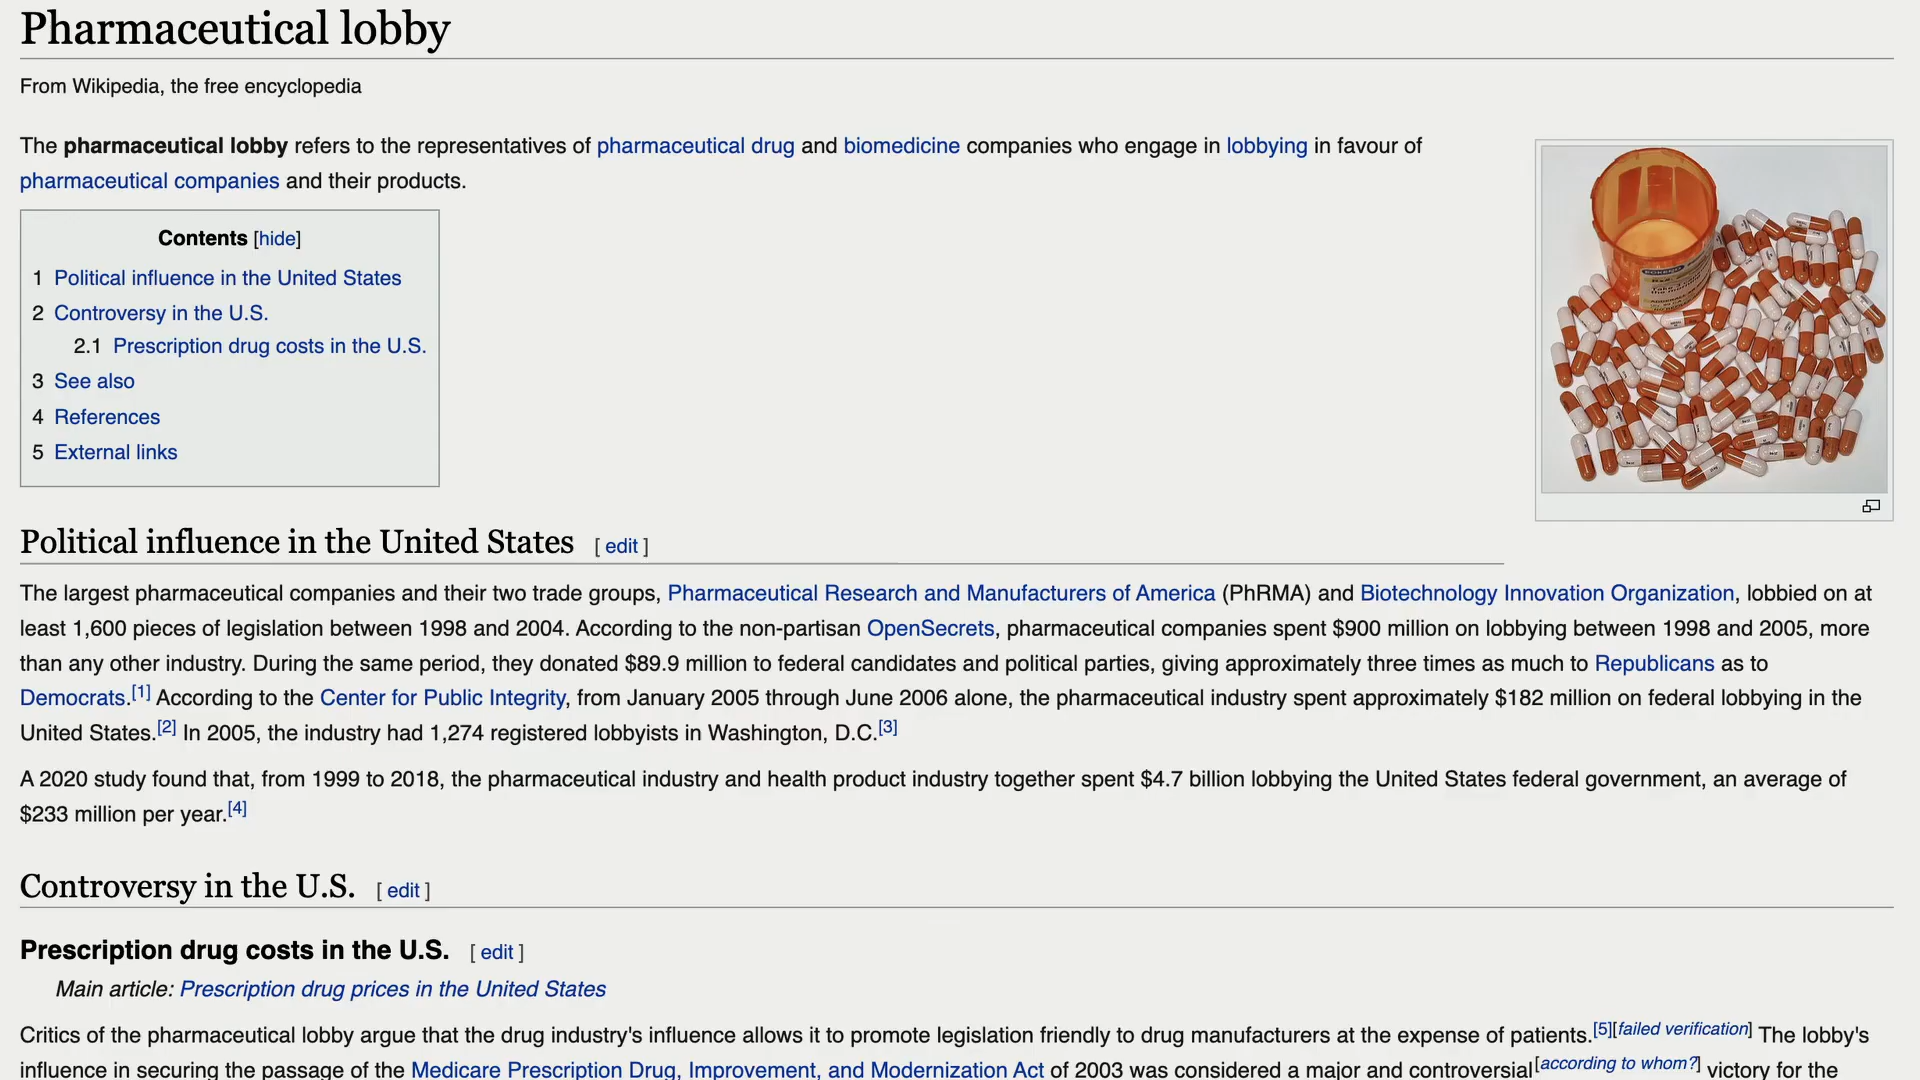 Pharmaceutical lobby
From Wikipedia, the free encyclopedia
The pharmaceutical lobby refers to the representatives of pharmaceutical drug and biomedicine companies who engage in lobbying in favour of
pharmaceutical companies and their products.
Contents [hide]
1 Political influence in the United States
2 Controversy in the U.S.
2.1 Prescription drug costs in the U.S.
3 See also
4 References
5 External links
Political influence in the United States [ edit ]
The largest pharmaceutical companies and their two trade groups, Pharmaceutical Research and Manufacturers of America (PhRMA) and Biotechnology Innovation Organization, lobbied on at
least 1,600 pieces of legislation between 1998 and 2004. According to the non-partisan OpenSecrets, pharmaceutical companies spent $900 million on lobbying between 1998 and 2005, more
than any other industry. During the same period, they donated $89.9 million to federal candidates and political parties, giving approximately three times as much to Republicans as to
Democrats.[1] According to the Center for Public Integrity, from January 2005 through June 2006 alone, the pharmaceutical industry spent approximately $182 million on federal lobbying in the
United States.[2] In 2005, the industry had 1,274 registered lobbyists in Washington, D.C.[3]
A 2020 study found that, from 1999 to 2018, the pharmaceutical industry and health product industry together spent $4.7 billion lobbying the United States federal government, an average of
$233 million per year.[4]
Controversy in the U.S. [ edit ]
Prescription drug costs in the U.S. [ edit ]
Main article: Prescription drug prices in the United States
Critics of the pharmaceutical lobby argue that the drug industry's influence allows it to promote legislation friendly to drug manufacturers at the expense of patients.[5][failed verification] The lobby's
influence in securing the passage of the Medicare Prescription Drug, Improvement, and Modernization Act of 2003 was considered a major and controversial[according to whom?] victory for the